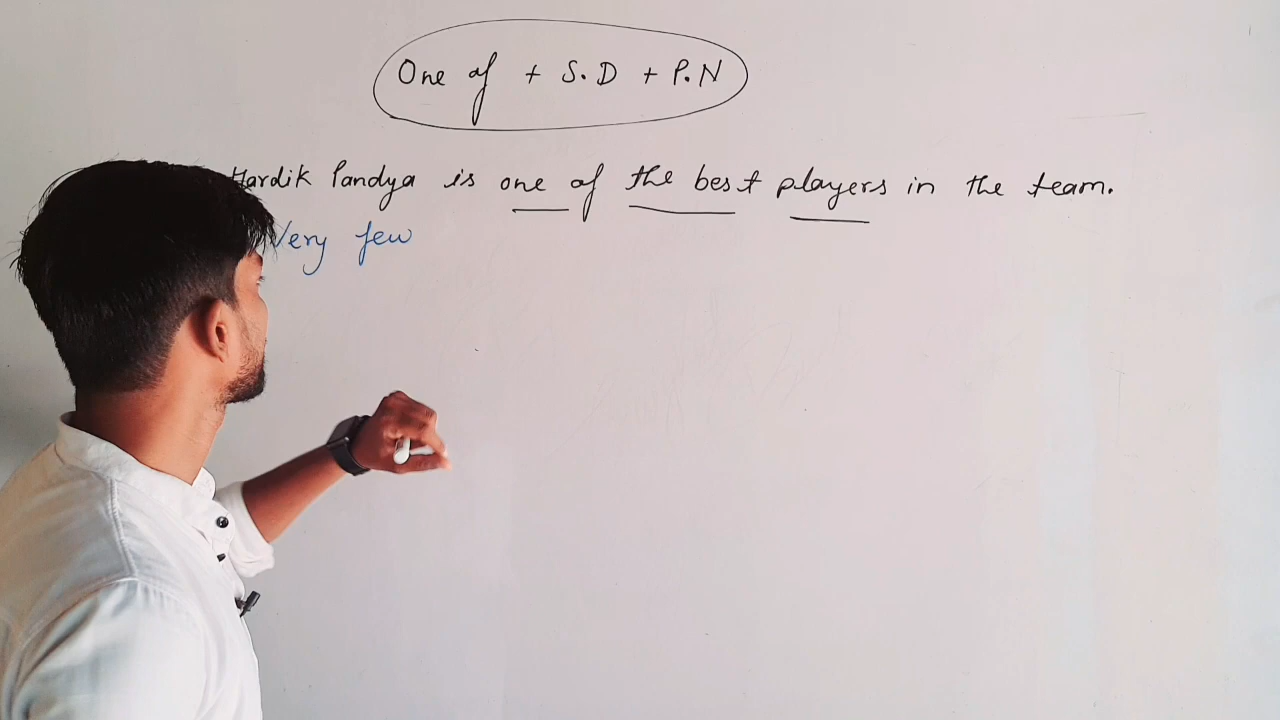 One of + S.D + P.N
Hardik Pandya is one of the best players in the team.
Very few